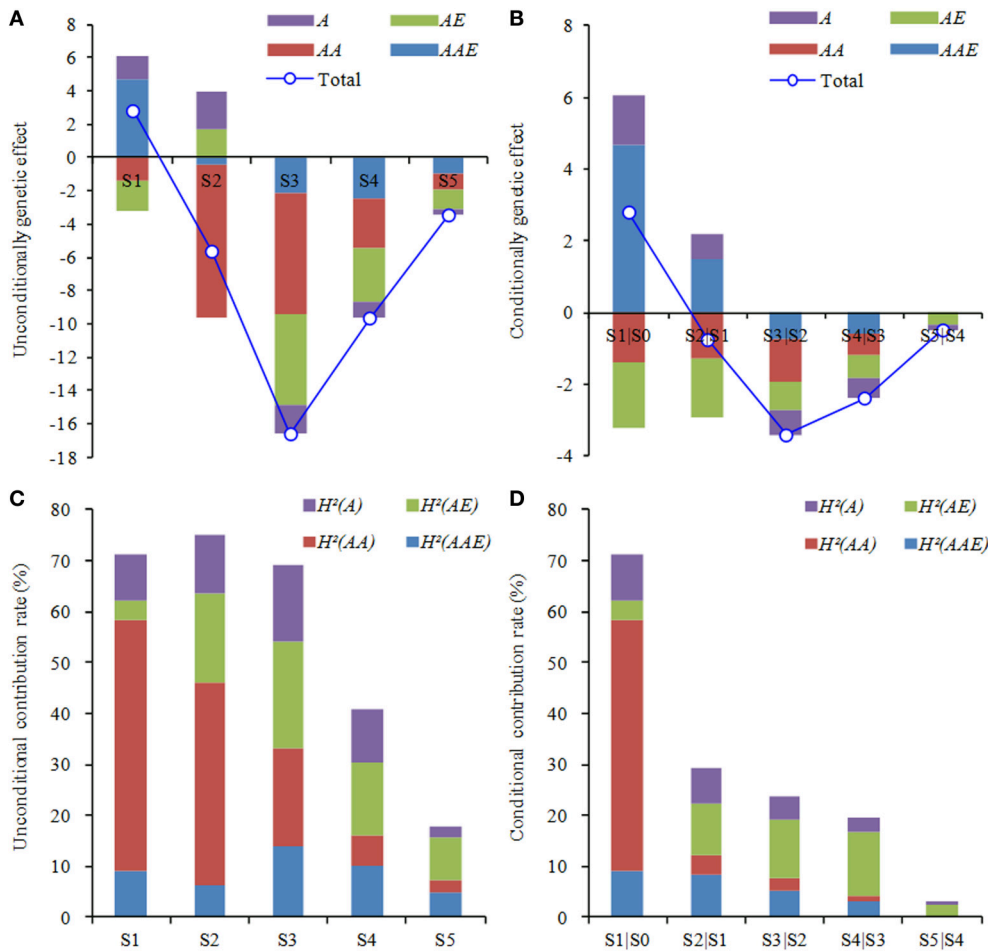 A
A AE
AA AAE
Total
Unconditionally genetic effect
8
6
4
2
0
-2
-4
-6
-8
-10
-12
-14
-16
-18
S1 S2 S3 S4 S5
B
A AE
AA AAE
Total
Conditionally genetic effect
8
6
4
2
0
-2
-4
S1|S0 S2|S1 S3|S2 S4|S3 S5|S4
C
H²(A) H²(AE)
H²(AA) H²(AAE)
Unconditional contribution rate (%)
80
70
60
50
40
30
20
10
0
S1 S2 S3 S4 S5
D
H²(A) H²(AE)
H²(AA) H²(AAE)
Conditional contribution rate (%)
80
70
60
50
40
30
20
10
0
S1|S0 S2|S1 S3|S2 S4|S3 S5|S4